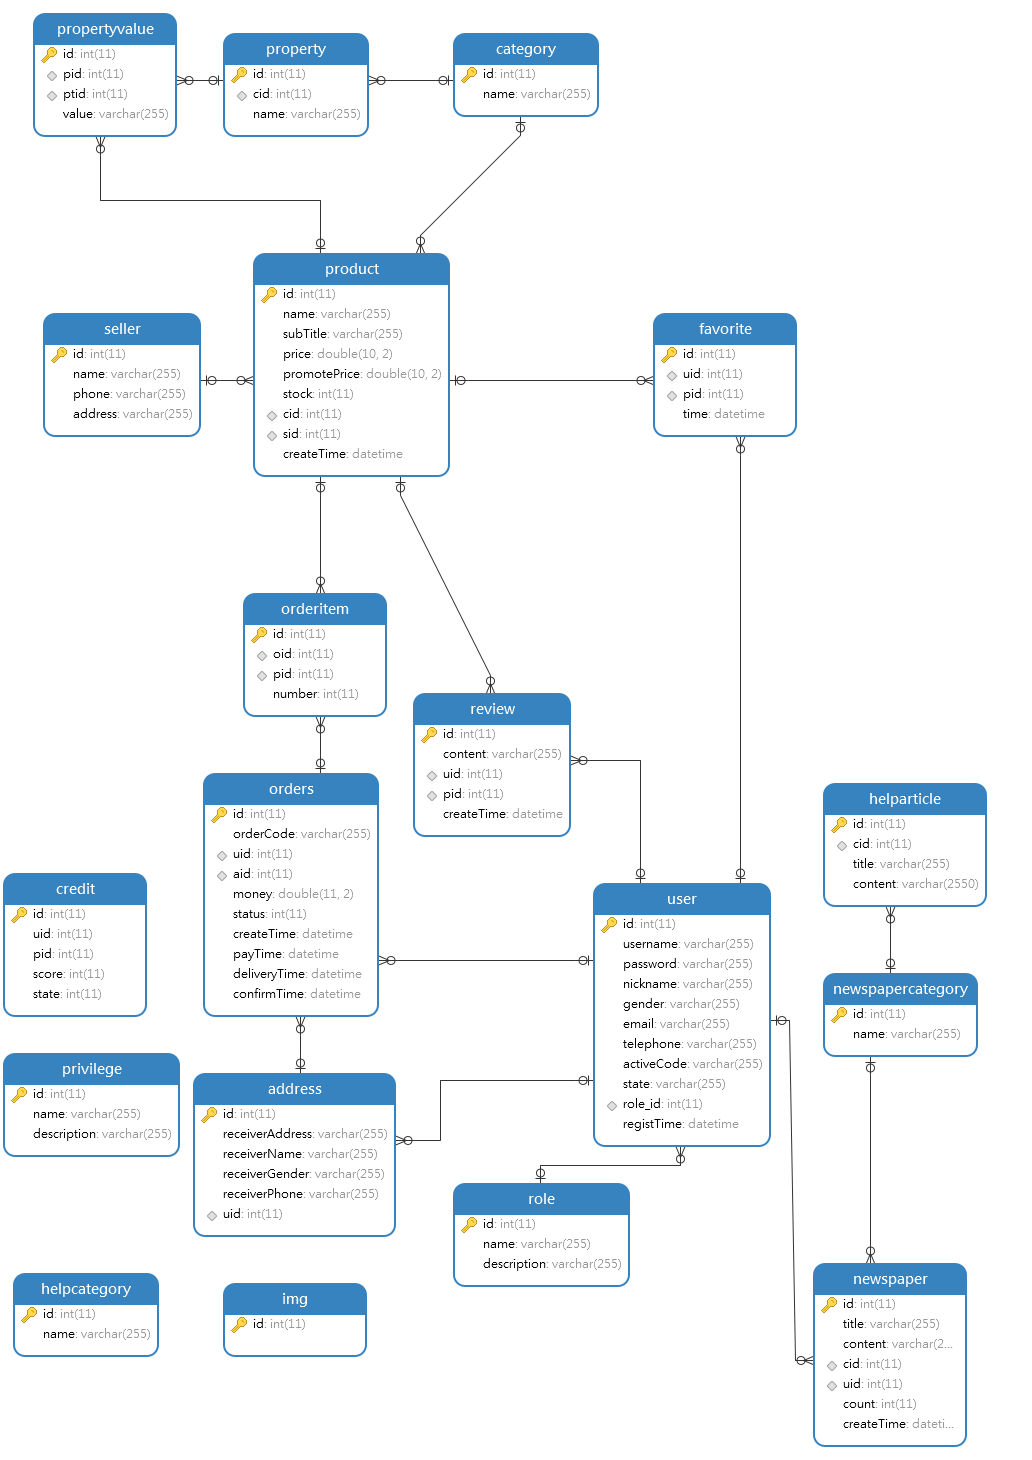 propertyvalue
id: int(11)
pid: int(11)
ptid: int(11)
value: varchar(255)
property
id: int(11)
cid: int(11)
name: varchar(255)
category
id: int(11)
name: varchar(255)
product
id: int(11)
name: varchar(255)
subTitle: varchar(255)
price: double(10, 2)
promotePrice: double(10, 2)
stock: int(11)
cid: int(11)
sid: int(11)
createTime: datetime
seller
id: int(11)
name: varchar(255)
phone: varchar(255)
address: varchar(255)
favorite
id: int(11)
uid: int(11)
pid: int(11)
time: datetime
orderitem
id: int(11)
oid: int(11)
pid: int(11)
number: int(11)
review
id: int(11)
content: varchar(255)
uid: int(11)
pid: int(11)
createTime: datetime
orders
id: int(11)
orderCode: varchar(255)
uid: int(11)
aid: int(11)
money: double(11, 2)
status: int(11)
createTime: datetime
payTime: datetime
deliveryTime: datetime
confirmTime: datetime
helparticle
id: int(11)
cid: int(11)
title: varchar(255)
content: varchar(2550)
credit
id: int(11)
uid: int(11)
pid: int(11)
score: int(11)
state: int(11)
user
id: int(11)
username: varchar(255)
password: varchar(255)
nickname: varchar(255)
gender: varchar(255)
email: varchar(255)
telephone: varchar(255)
activeCode: varchar(255)
state: varchar(255)
role_id: int(11)
registTime: datetime
newspapercategory
id: int(11)
name: varchar(255)
privilege
id: int(11)
name: varchar(255)
description: varchar(255)
address
id: int(11)
receiverAddress: varchar(255)
receiverName: varchar(255)
receiverGender: varchar(255)
receiverPhone: varchar(255)
uid: int(11)
role
id: int(11)
name: varchar(255)
description: varchar(255)
helpcategory
id: int(11)
name: varchar(255)
img
id: int(11)
newspaper
id: int(11)
title: varchar(255)
content: varchar(2...
cid: int(11)
uid: int(11)
count: int(11)
createTime: dateti...